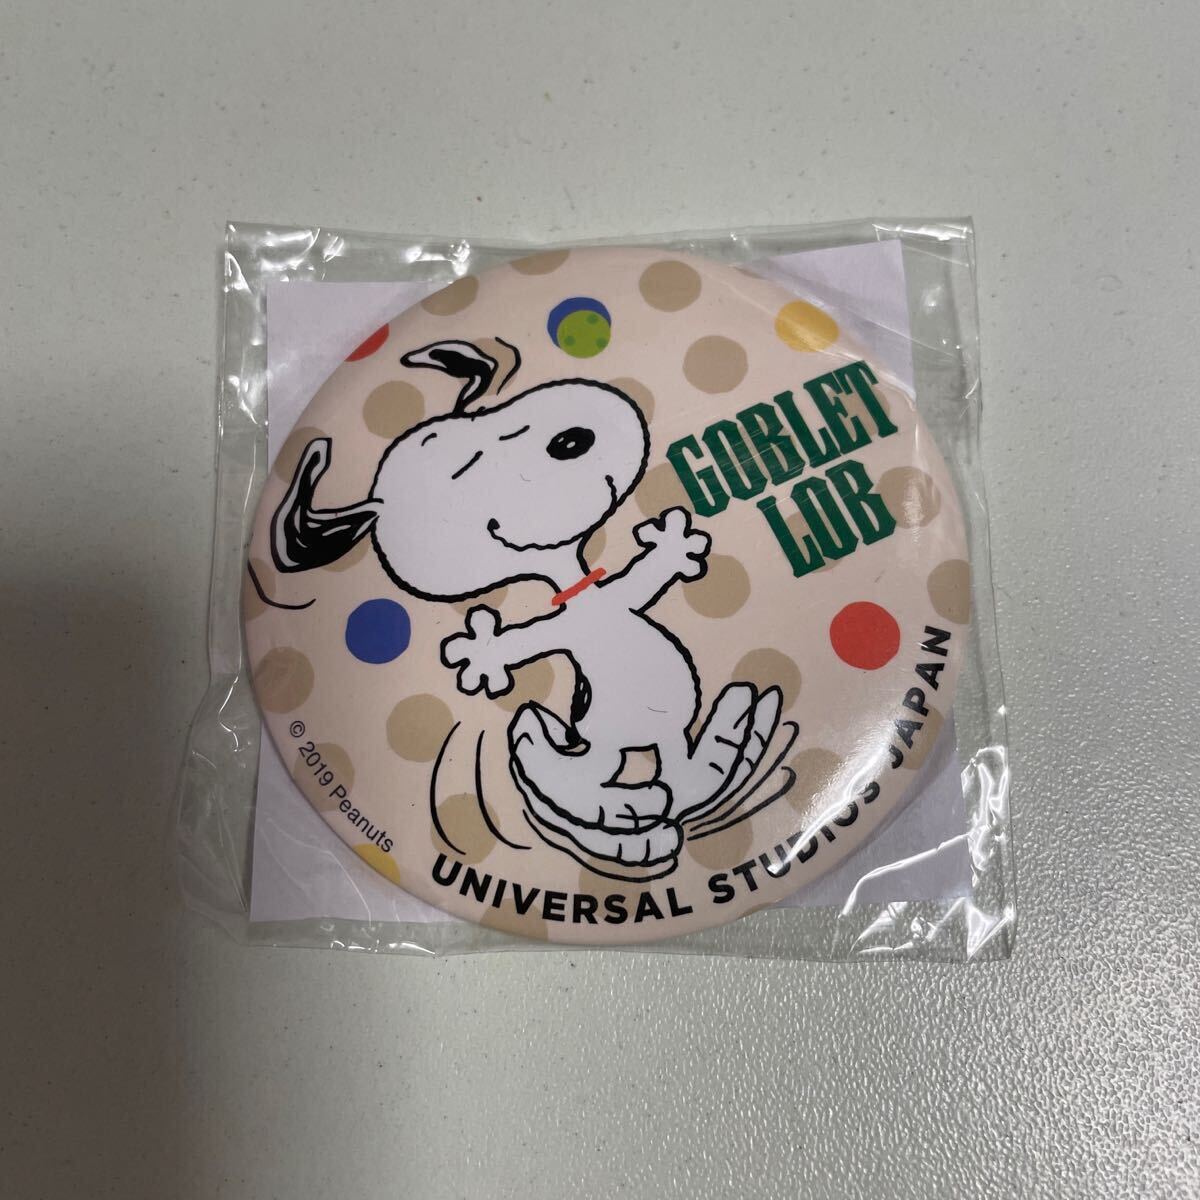 GOBLET
LOB
© 2019 Peanuts
UNIVERSAL STUDIOS JAPAN